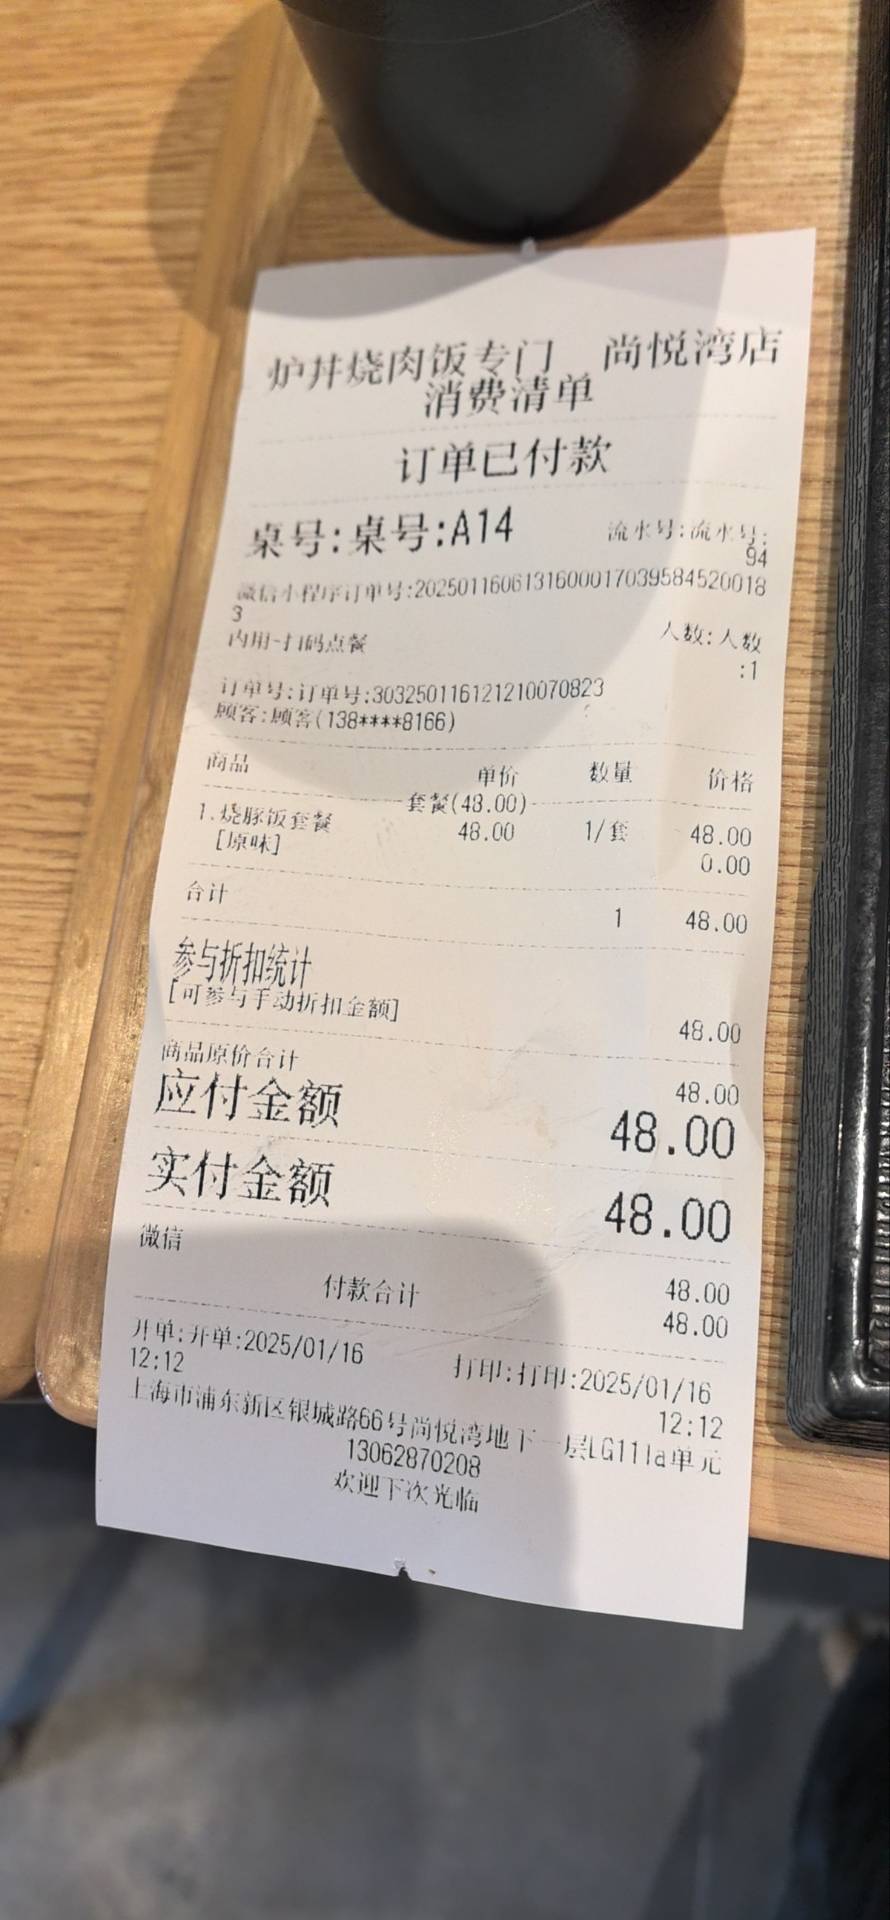 炉丼烧肉饭专门 尚悦湾店
消费清单
订单已付款
桌号:桌号:A14 流水号:流水号:
94
微信小程序订单号:2025011606131600017039584520018
3
内用-扫码点餐 人数:人数
:1
订单号:订单号:303250116121210070823
顾客:顾客(138****8166)
商品 单价 数量 价格
套餐(48.00)
1.烧豚饭套餐 48.00 1/套 48.00
[原味] 0.00
合计 1 48.00
参与折扣统计
[可参与手动折扣金额] 48.00
商品原价合计 48.00
应付金额 48.00
实付金额 48.00
微信 48.00
付款合计 48.00
开单:开单:2025/01/16 打印:打印:2025/01/16
12:12 12:12
上海市浦东新区银城路66号尚悦湾地下一层LG111a单元
13062870208
欢迎下次光临